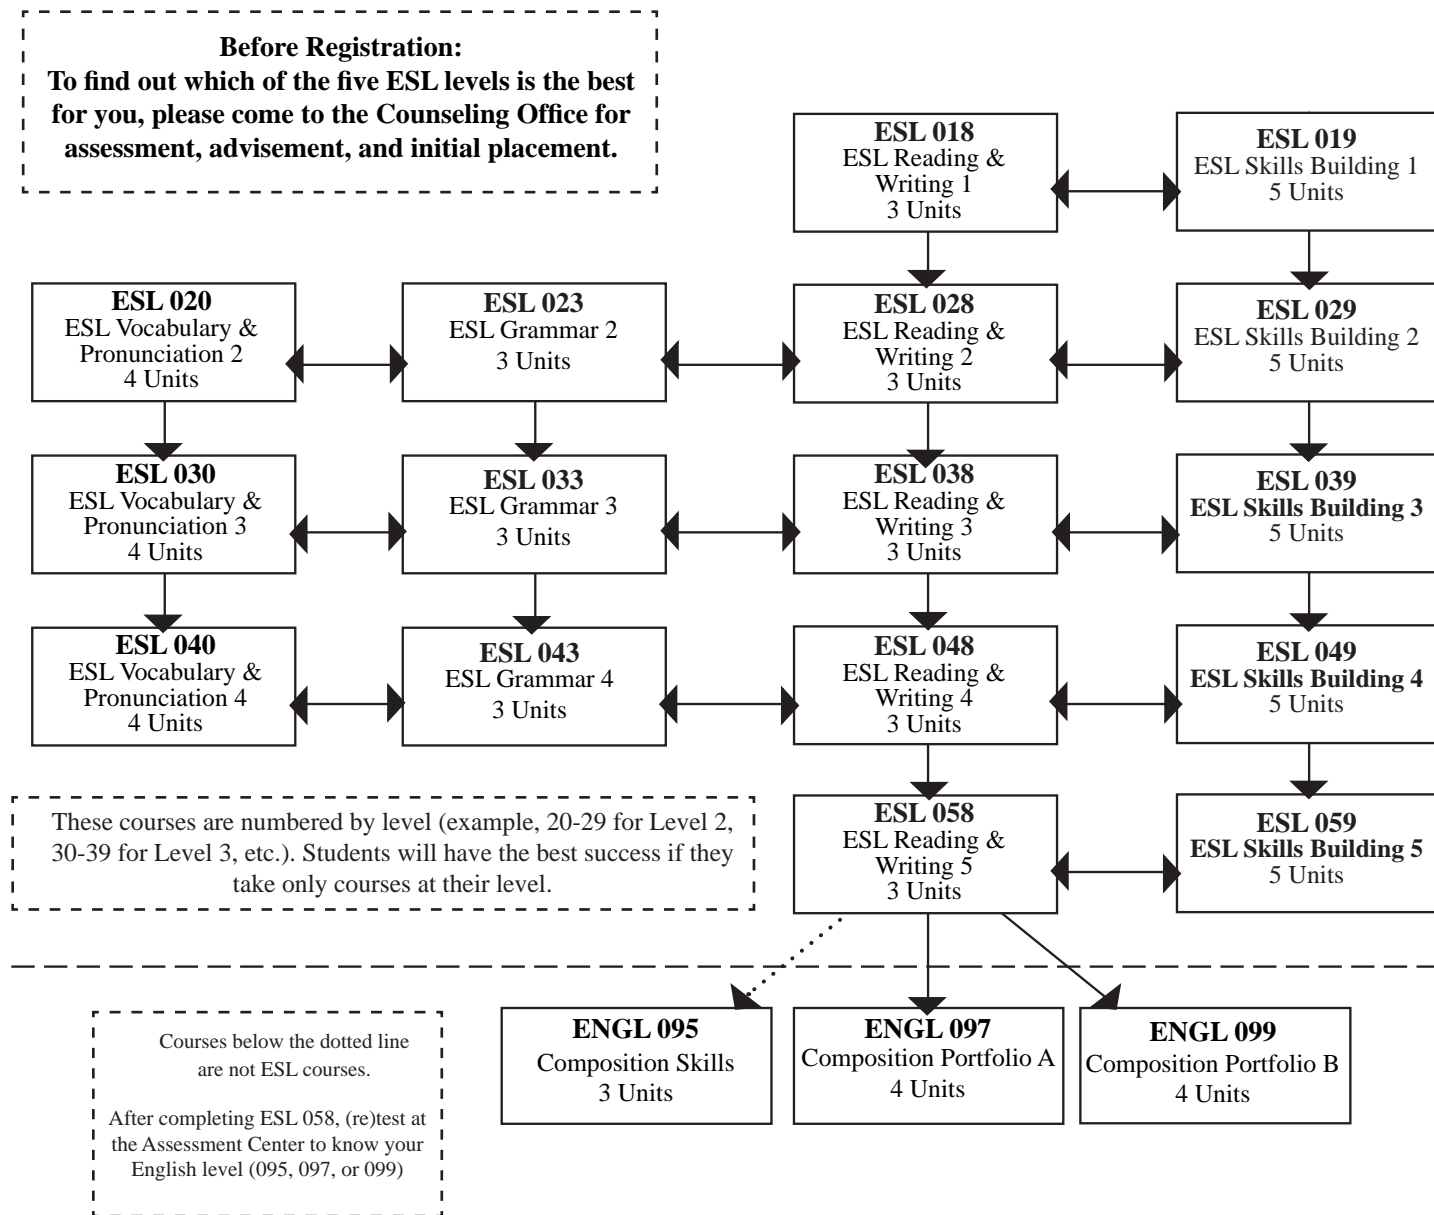 Before Registration:
To find out which of the five ESL levels is the best
for you, please come to the Counseling Office for
assessment, advisement, and initial placement.
ESL 018
ESL Reading &
Writing 1
3 Units
ESL 019
ESL Skills Building 1
5 Units
ESL 020
ESL Vocabulary &
Pronunciation 2
4 Units
ESL 023
ESL Grammar 2
3 Units
ESL 028
ESL Reading &
Writing 2
3 Units
ESL 029
ESL Skills Building 2
5 Units
ESL 030
ESL Vocabulary &
Pronunciation 3
4 Units
ESL 033
ESL Grammar 3
3 Units
ESL 038
ESL Reading &
Writing 3
3 Units
ESL 039
ESL Skills Building 3
5 Units
ESL 040
ESL Vocabulary &
Pronunciation 4
4 Units
ESL 043
ESL Grammar 4
3 Units
ESL 048
ESL Reading &
Writing 4
3 Units
ESL 049
ESL Skills Building 4
5 Units
These courses are numbered by level (example, 20-29 for Level 2,
30-39 for Level 3, etc.). Students will have the best success if they
take only courses at their level.
ESL 058
ESL Reading &
Writing 5
3 Units
ESL 059
ESL Skills Building 5
5 Units
Courses below the dotted line
are not ESL courses.
After completing ESL 058, (re)test at
the Assessment Center to know your
English level (095, 097, or 099)
ENGL 095
Composition Skills
3 Units
ENGL 097
Composition Portfolio A
4 Units
ENGL 099
Composition Portfolio B
4 Units